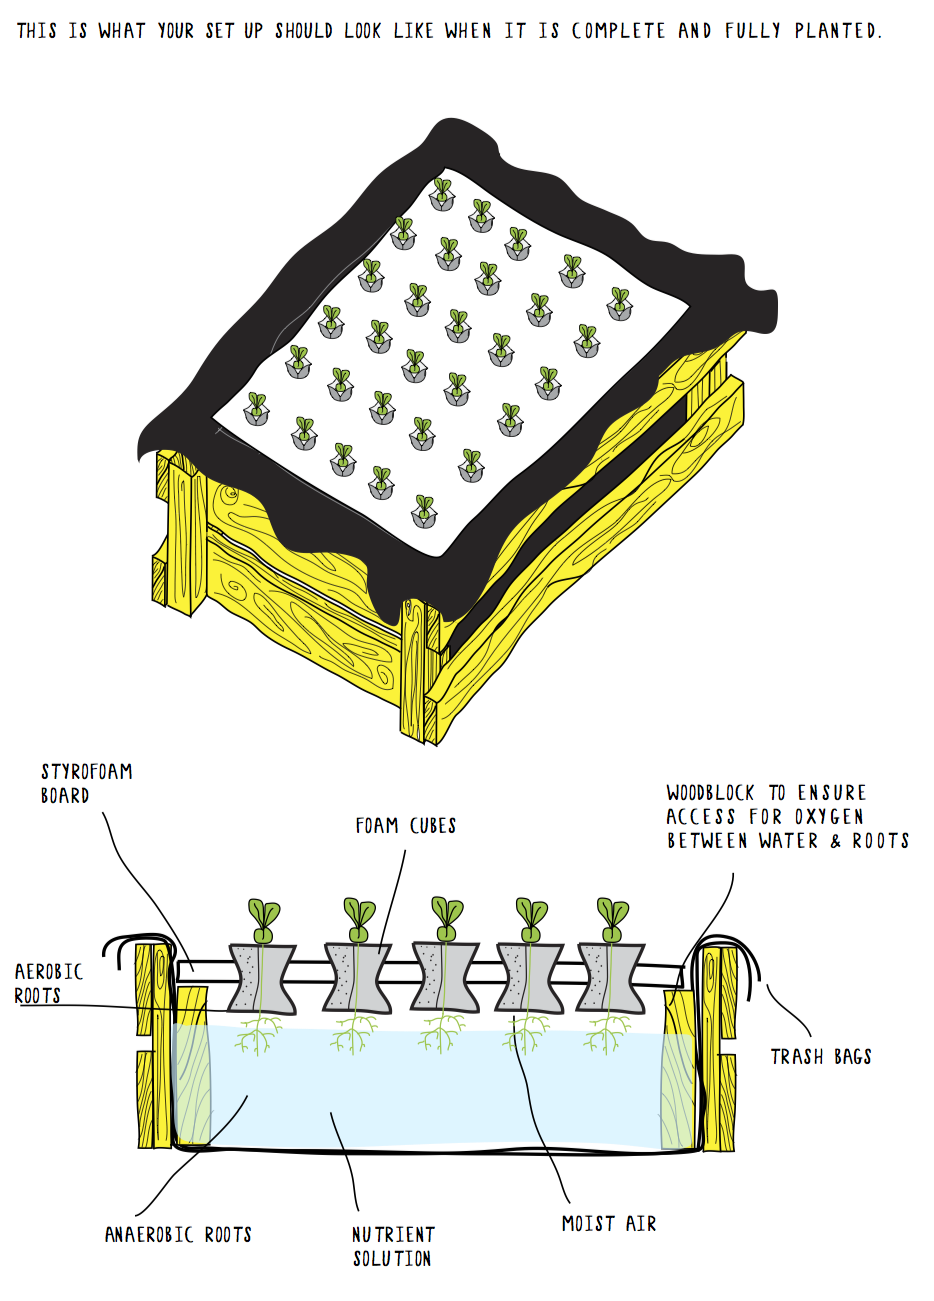 THIS IS WHAT YOUR SET UP SHOULD LOOK LIKE WHEN IT IS COMPLETE AND FULLY PLANTED.
STYROFOAM
BOARD
FOAM CUBES
WOODBLOCK TO ENSURE
ACCESS FOR OXYGEN
BETWEEN WATER & ROOTS
AEROBIC
ROOTS
TRASH BAGS
ANAEROBIC ROOTS
NUTRIENT
SOLUTION
MOIST AIR